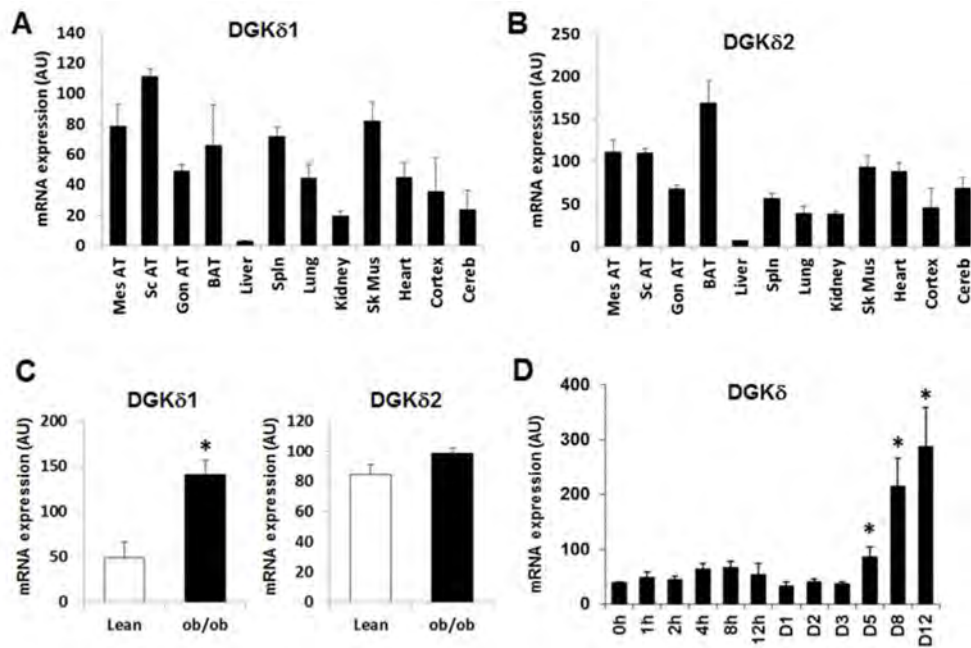 A
DGKδ1
mRNA expression (AU)
140
120
100
80
60
40
20
0
Mes AT
Sc AT
Gon AT
BAT
Liver
Spln
Lung
Kidney
Sk Mus
Heart
Cortex
Cereb
B
DGKδ2
mRNA expression (AU)
250
200
150
100
50
0
Mes AT
Sc AT
Gon AT
BAT
Liver
Spln
Lung
Kidney
Sk Mus
Heart
Cortex
Cereb
C
DGKδ1
mRNA expression (AU)
200
150
100
50
0
*
Lean
ob/ob
DGKδ2
mRNA expression (AU)
120
100
80
60
40
20
0
Lean
ob/ob
D
DGKδ
mRNA expression (AU)
400
300
200
100
0
*
*
*
0h
1h
2h
4h
8h
12h
D1
D2
D3
D5
D8
D12